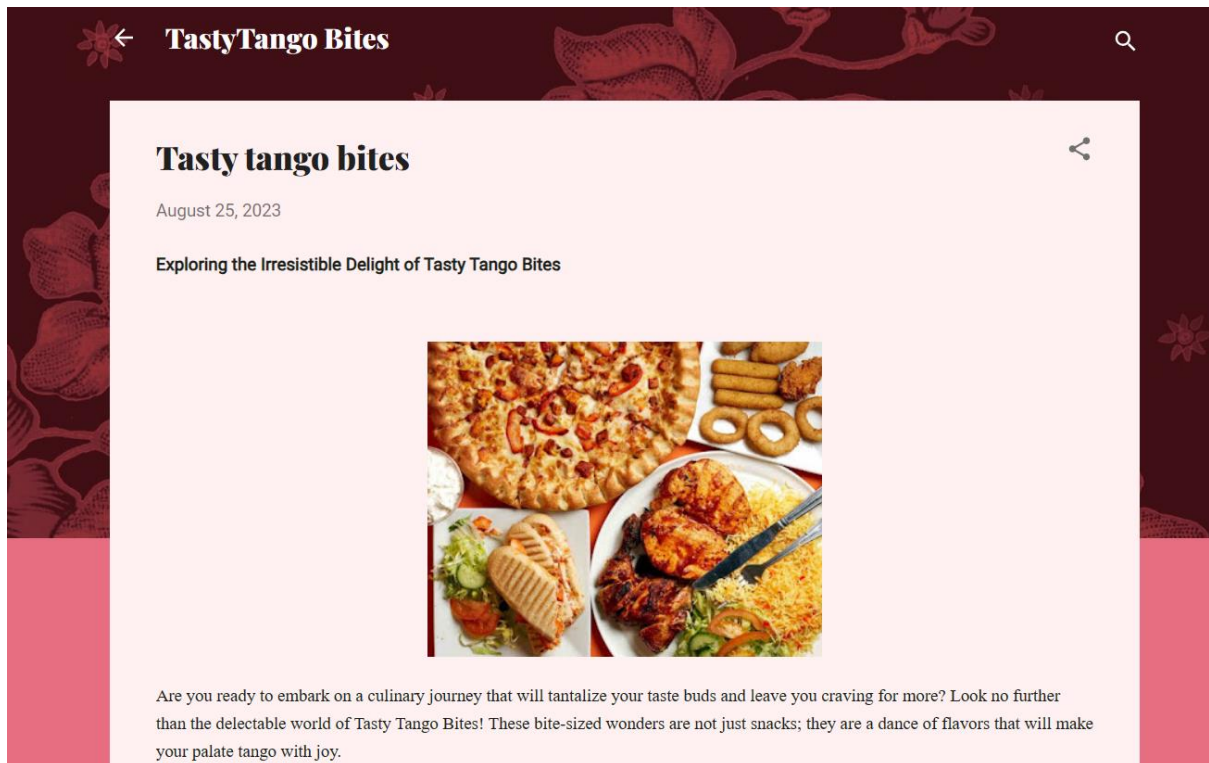 TastyTango Bites
Tasty tango bites
August 25, 2023
Exploring the Irresistible Delight of Tasty Tango Bites
Are you ready to embark on a culinary journey that will tantalize your taste buds and leave you craving for more? Look no further
than the delectable world of Tasty Tango Bites! These bite-sized wonders are not just snacks; they are a dance of flavors that will make
your palate tango with joy.